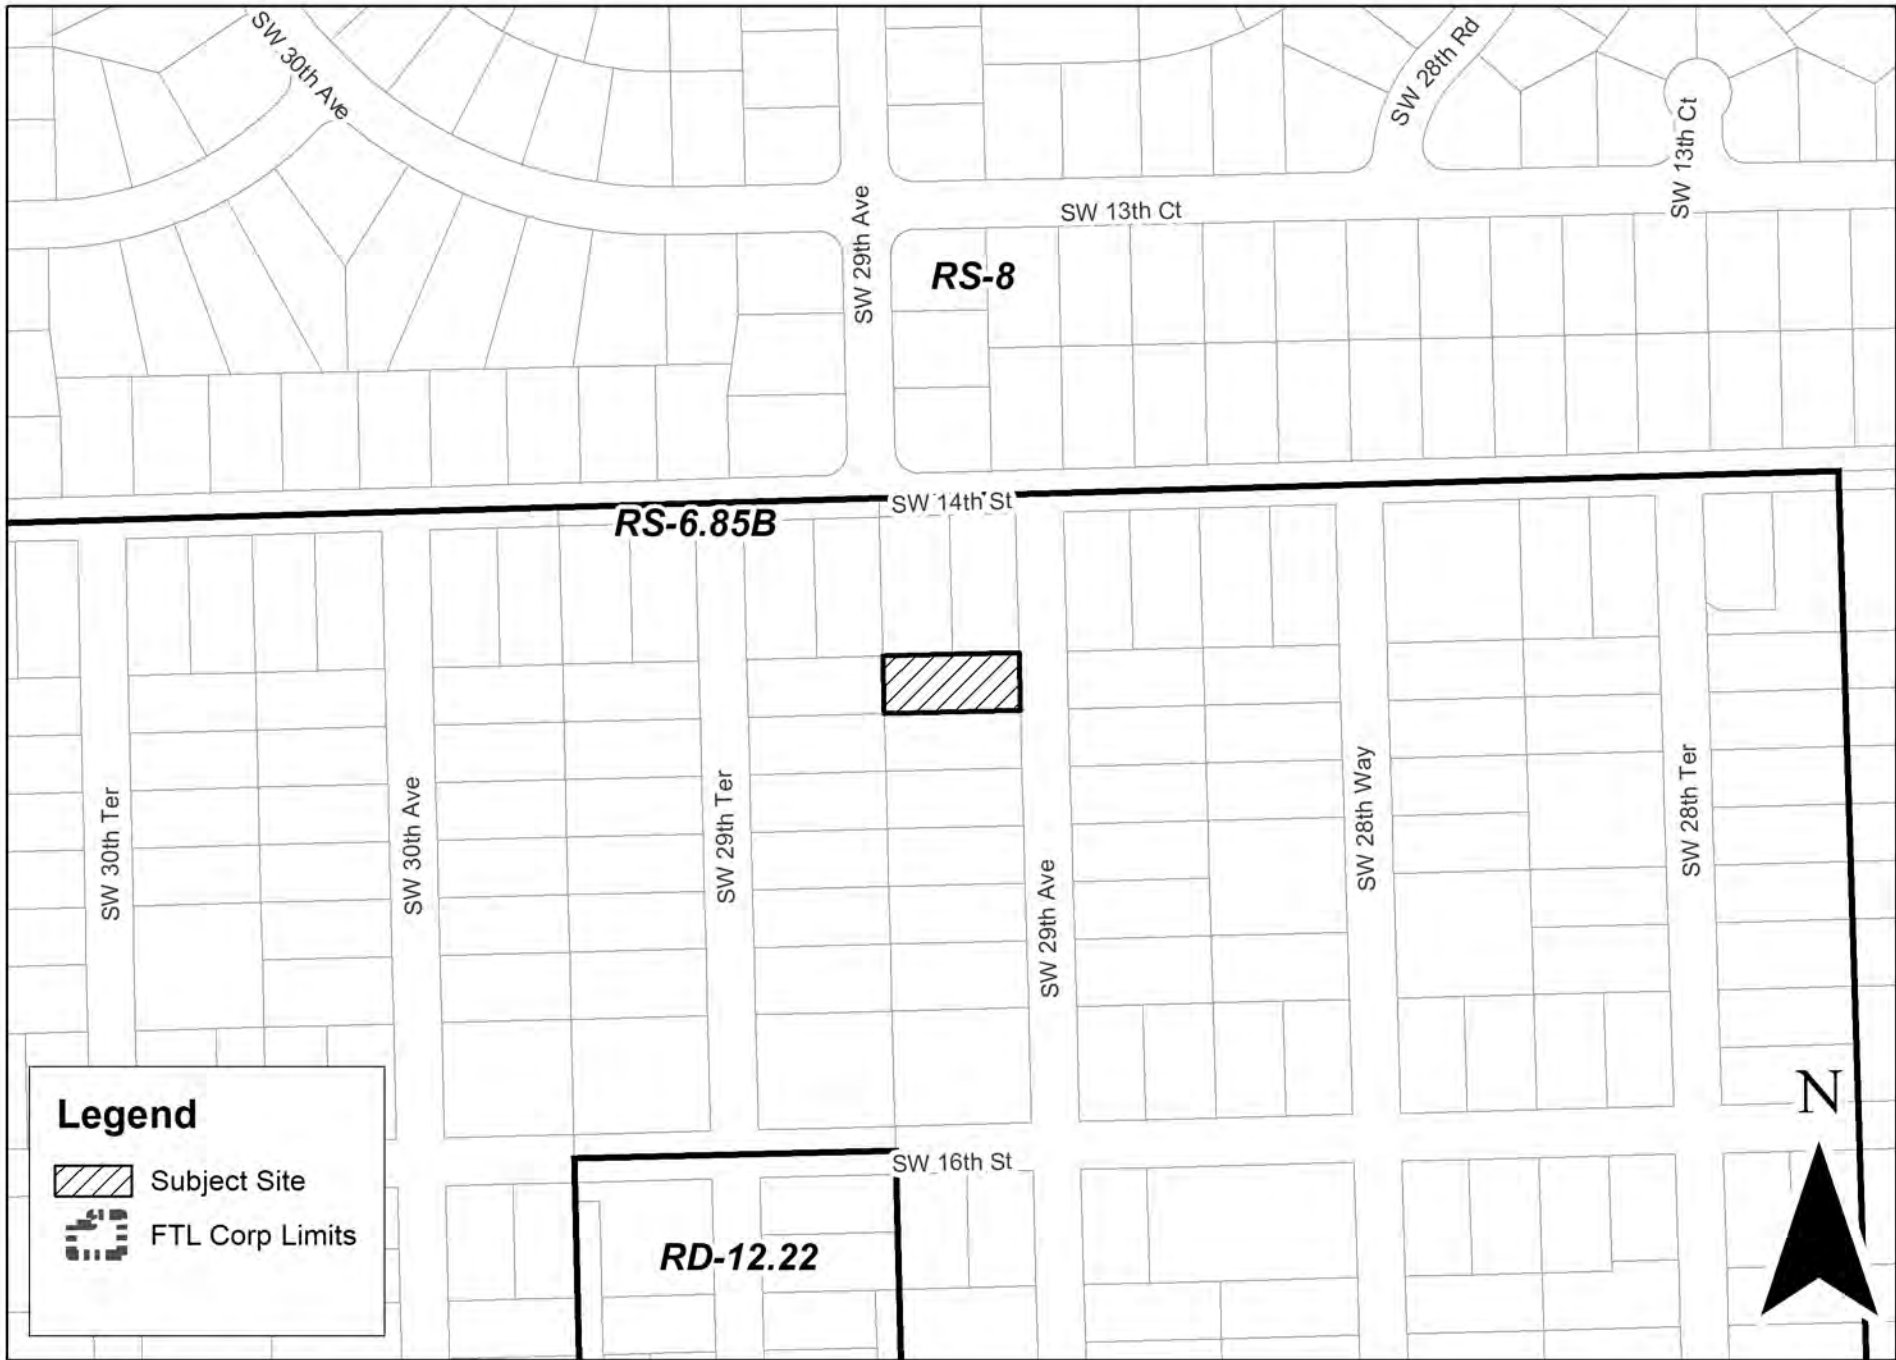 SW 30th Ave
SW 28th Rd
SW 13th Ct
SW 29th Ave
SW 13th Ct
RS-8
SW 14th St
RS-6.85B
SW 30th Ter
SW 30th Ave
SW 29th Ter
SW 29th Ave
SW 28th Way
SW 28th Ter
SW 16th St
RD-12.22
N
Legend
Subject Site
FTL Corp Limits